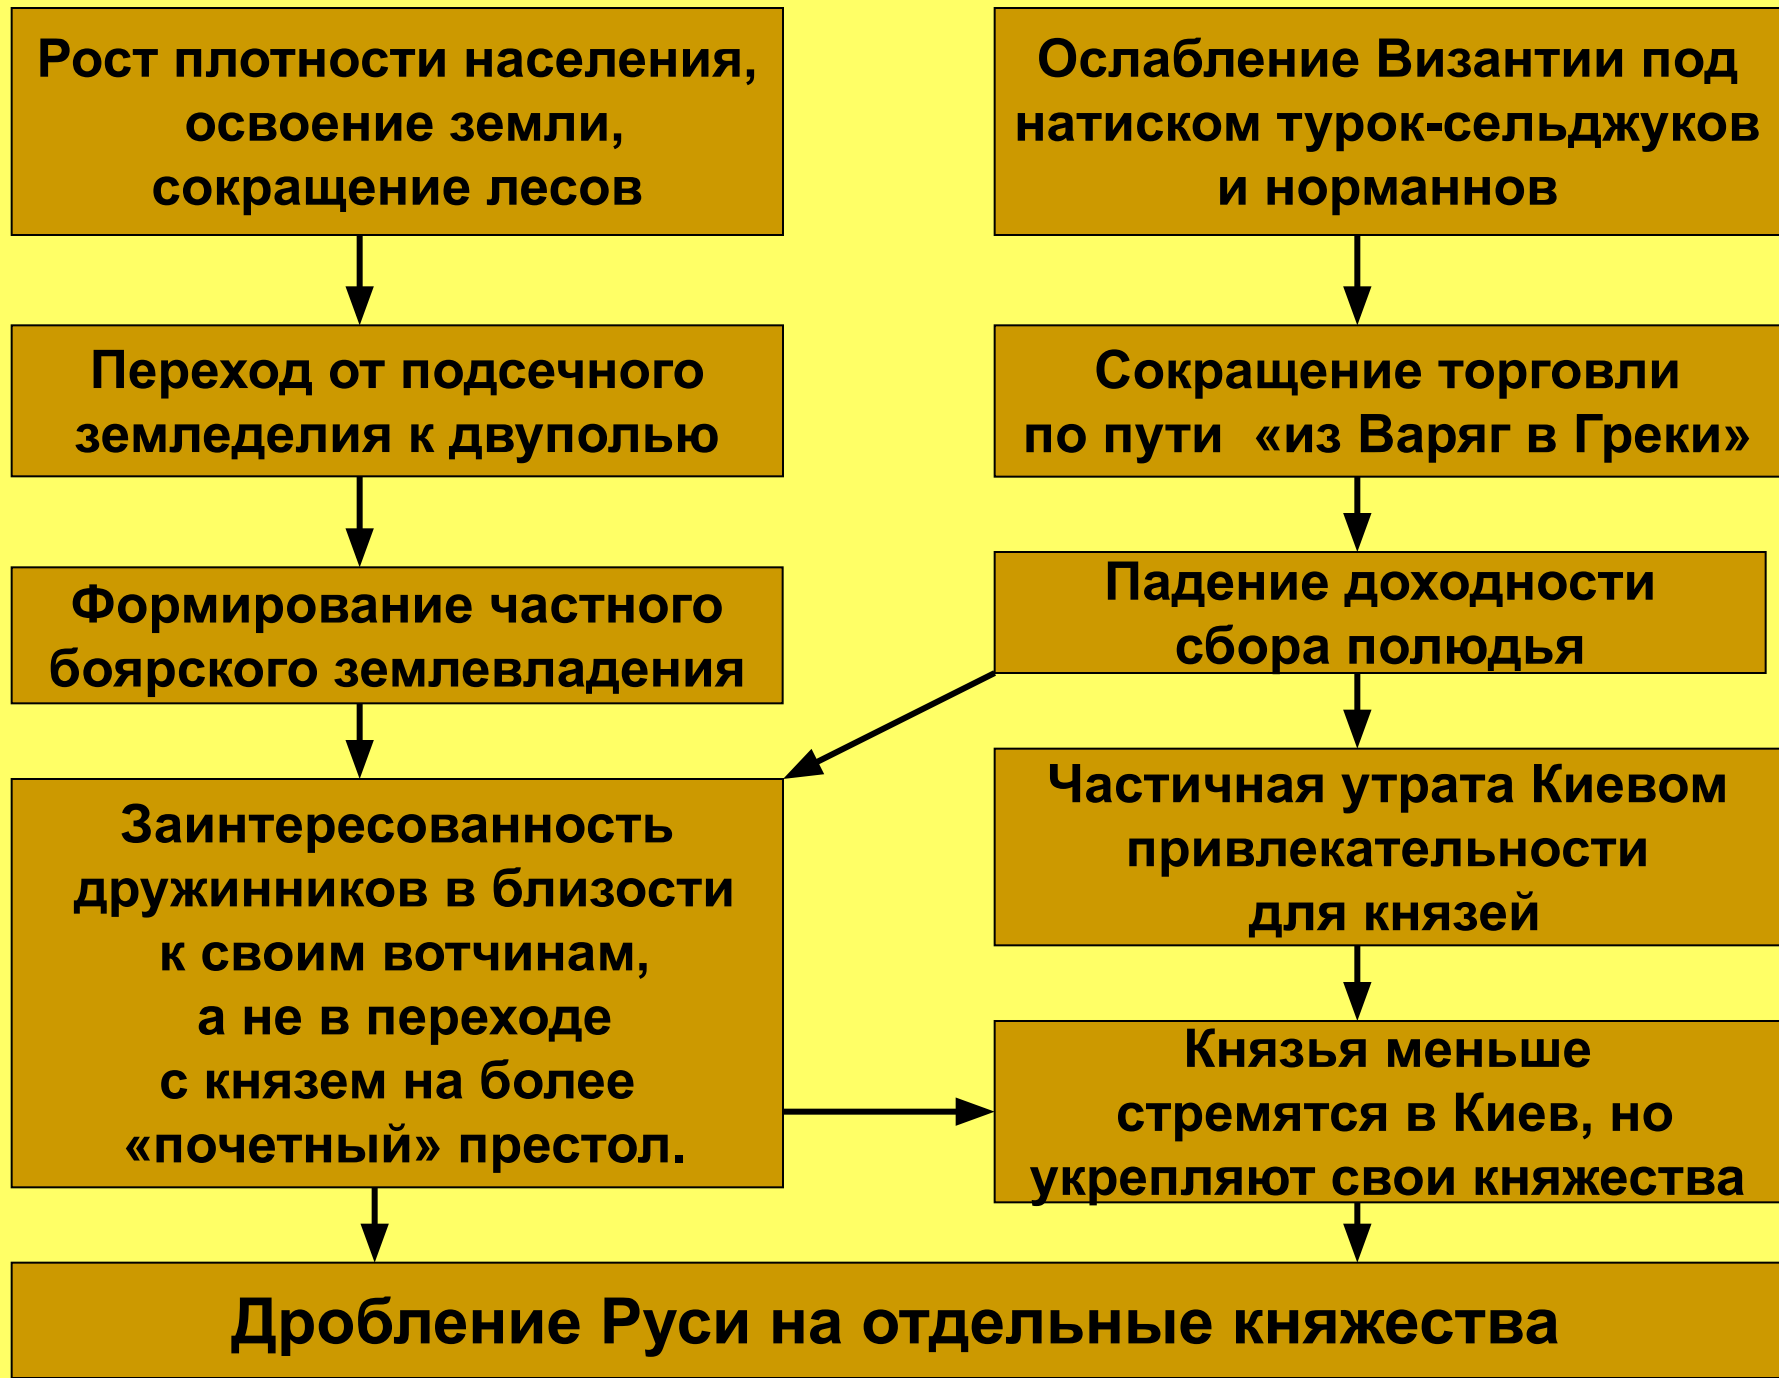 Рост плотности населения,
освоение земли,
сокращение лесов
Ослабление Византии под
натиском турок-сельджуков
и норманнов
Переход от подсечного
земледелия к двуполью
Сокращение торговли
по пути «из Варяг в Греки»
Формирование частного
боярского землевладения
Падение доходности
сбора полюдья
Заинтересованность
дружинников в близости
к своим вотчинам,
а не в переходе
с князем на более
«почетный» престол.
Частичная утрата Киевом
привлекательности
для князей
Князья меньше
стремятся в Киев, но
укрепляют свои княжества
Дробление Руси на отдельные княжества